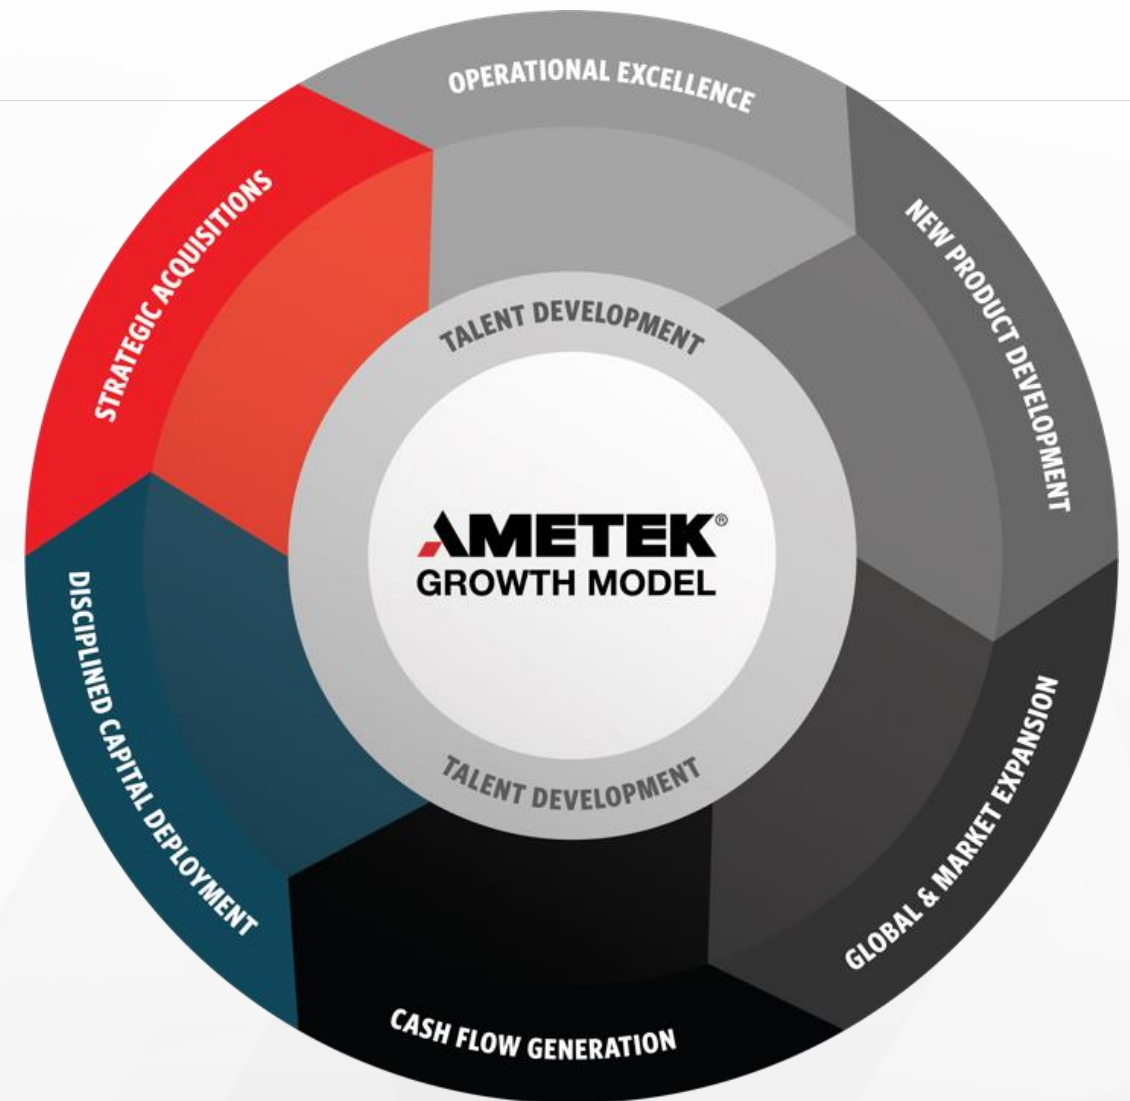 OPERATIONAL EXCELLENCE
NEW PRODUCT DEVELOPMENT
GLOBAL & MARKET EXPANSION
CASH FLOW GENERATION
DISCIPLINED CAPITAL DEPLOYMENT
STRATEGIC ACQUISITIONS
TALENT DEVELOPMENT
AMETEK®
GROWTH MODEL
TALENT DEVELOPMENT